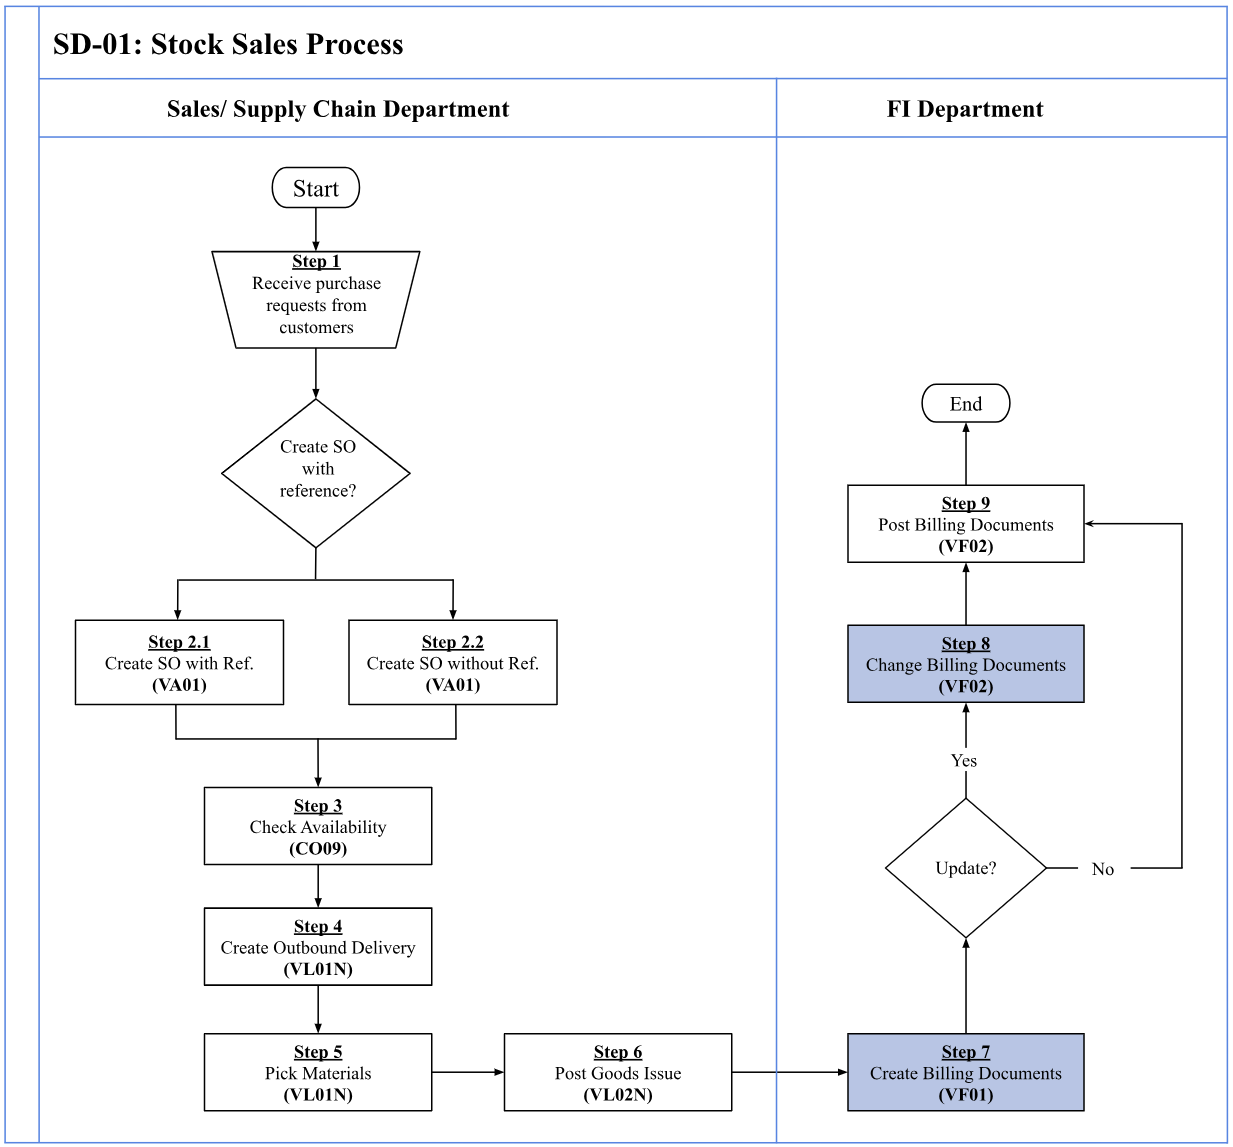 SD-01: Stock Sales Process
Sales/ Supply Chain Department
FI Department
Start
Step 1
Receive purchase
requests from
customers
Create SO
with
reference?
Step 2.1
Create SO with Ref.
(VA01)
Step 2.2
Create SO without Ref.
(VA01)
Step 3
Check Availability
(CO09)
Step 4
Create Outbound Delivery
(VL01N)
Step 5
Pick Materials
(VL01N)
Step 6
Post Goods Issue
(VL02N)
End
Step 9
Post Billing Documents
(VF02)
Step 8
Change Billing Documents
(VF02)
Yes
Update?
No
Step 7
Create Billing Documents
(VF01)